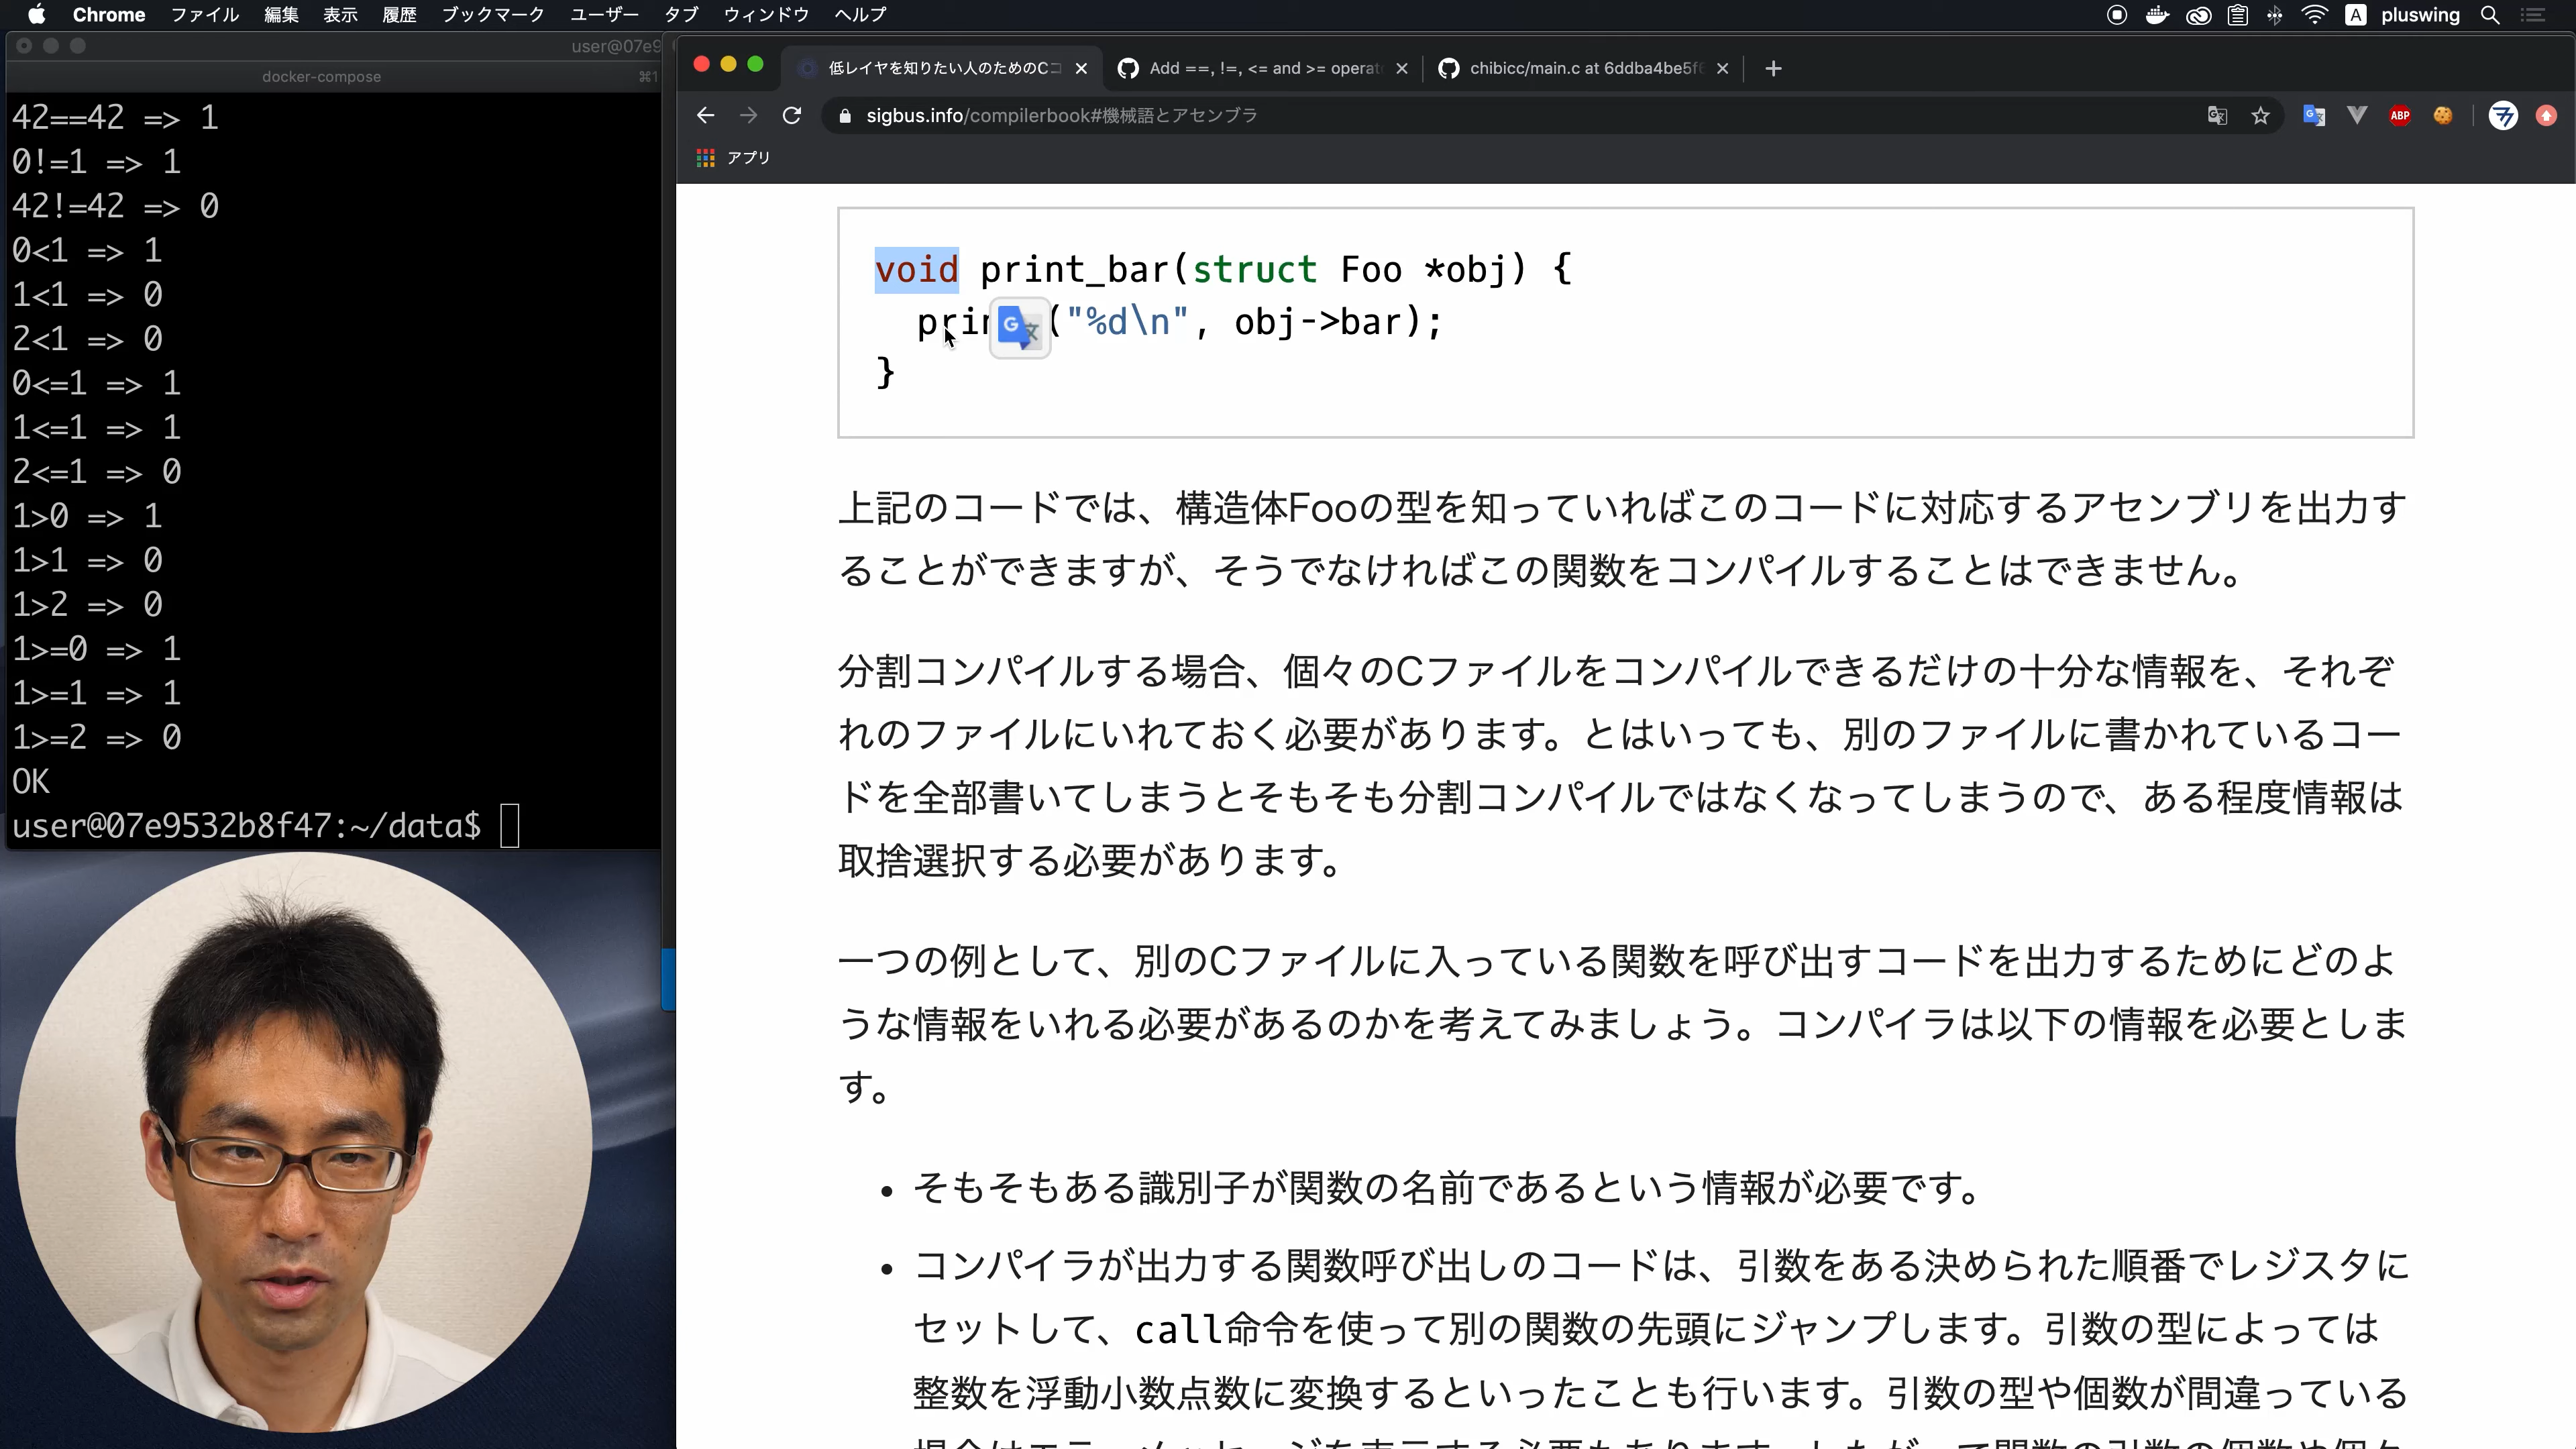 Chrome ファイル 編集 表示 履歴 ブックマーク ユーザー タブ ウィンドウ ヘルプ A pluswing
user@07e9
docker-compose ⌘1
42==42 => 1
0!=1 => 1
42!=42 => 0
0<1 => 1
1<1 => 0
2<1 => 0
0<=1 => 1
1<=1 => 1
2<=1 => 0
1>0 => 1
1>1 => 0
1>2 => 0
1>=0 => 1
1>=1 => 1
1>=2 => 0
OK
user@07e9532b8f47:~/data$
低レイヤを知りたい人のためのCコ Add ==, !=, <= and >= operat chibicc/main.c at 6ddba4be5f6
sigbus.info/compilerbook#機械語とアセンブラ ABP
アプリ
void print_bar(struct Foo *obj) {
prin ("%d\n", obj->bar);
}
上記のコードでは、構造体Fooの型を知っていればこのコードに対応するアセンブリを出力す
ることができますが、そうでなければこの関数をコンパイルすることはできません。
分割コンパイルする場合、個々のCファイルをコンパイルできるだけの十分な情報を、それぞ
れのファイルにいれておく必要があります。とはいっても、別のファイルに書かれているコー
ドを全部書いてしまうとそもそも分割コンパイルではなくなってしまうので、ある程度情報は
取捨選択する必要があります。
一つの例として、別のCファイルに入っている関数を呼び出すコードを出力するためにどのよ
うな情報をいれる必要があるのかを考えてみましょう。コンパイラは以下の情報を必要としま
す。
• そもそもある識別子が関数の名前であるという情報が必要です。
• コンパイラが出力する関数呼び出しのコードは、引数をある決められた順番でレジスタに
セットして、call命令を使って別の関数の先頭にジャンプします。引数の型によっては
整数を浮動小数点数に変換するといったことも行います。引数の型や個数が間違っている